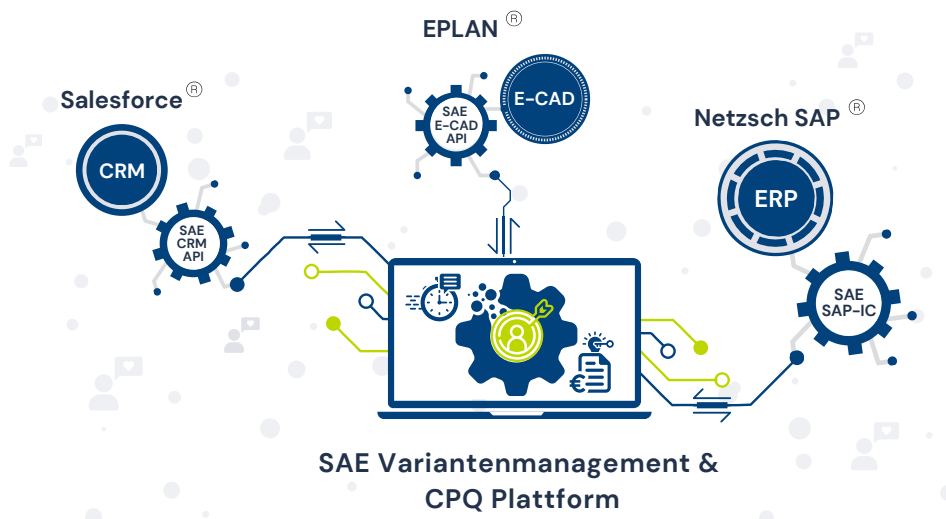 EPLAN ®
Salesforce ®
Netzsch SAP ®
CRM
SAE
CRM
API
SAE
E-CAD
API
E-CAD
ERP
SAE
SAP-IC
€
SAE Variantenmanagement &
CPQ Plattform